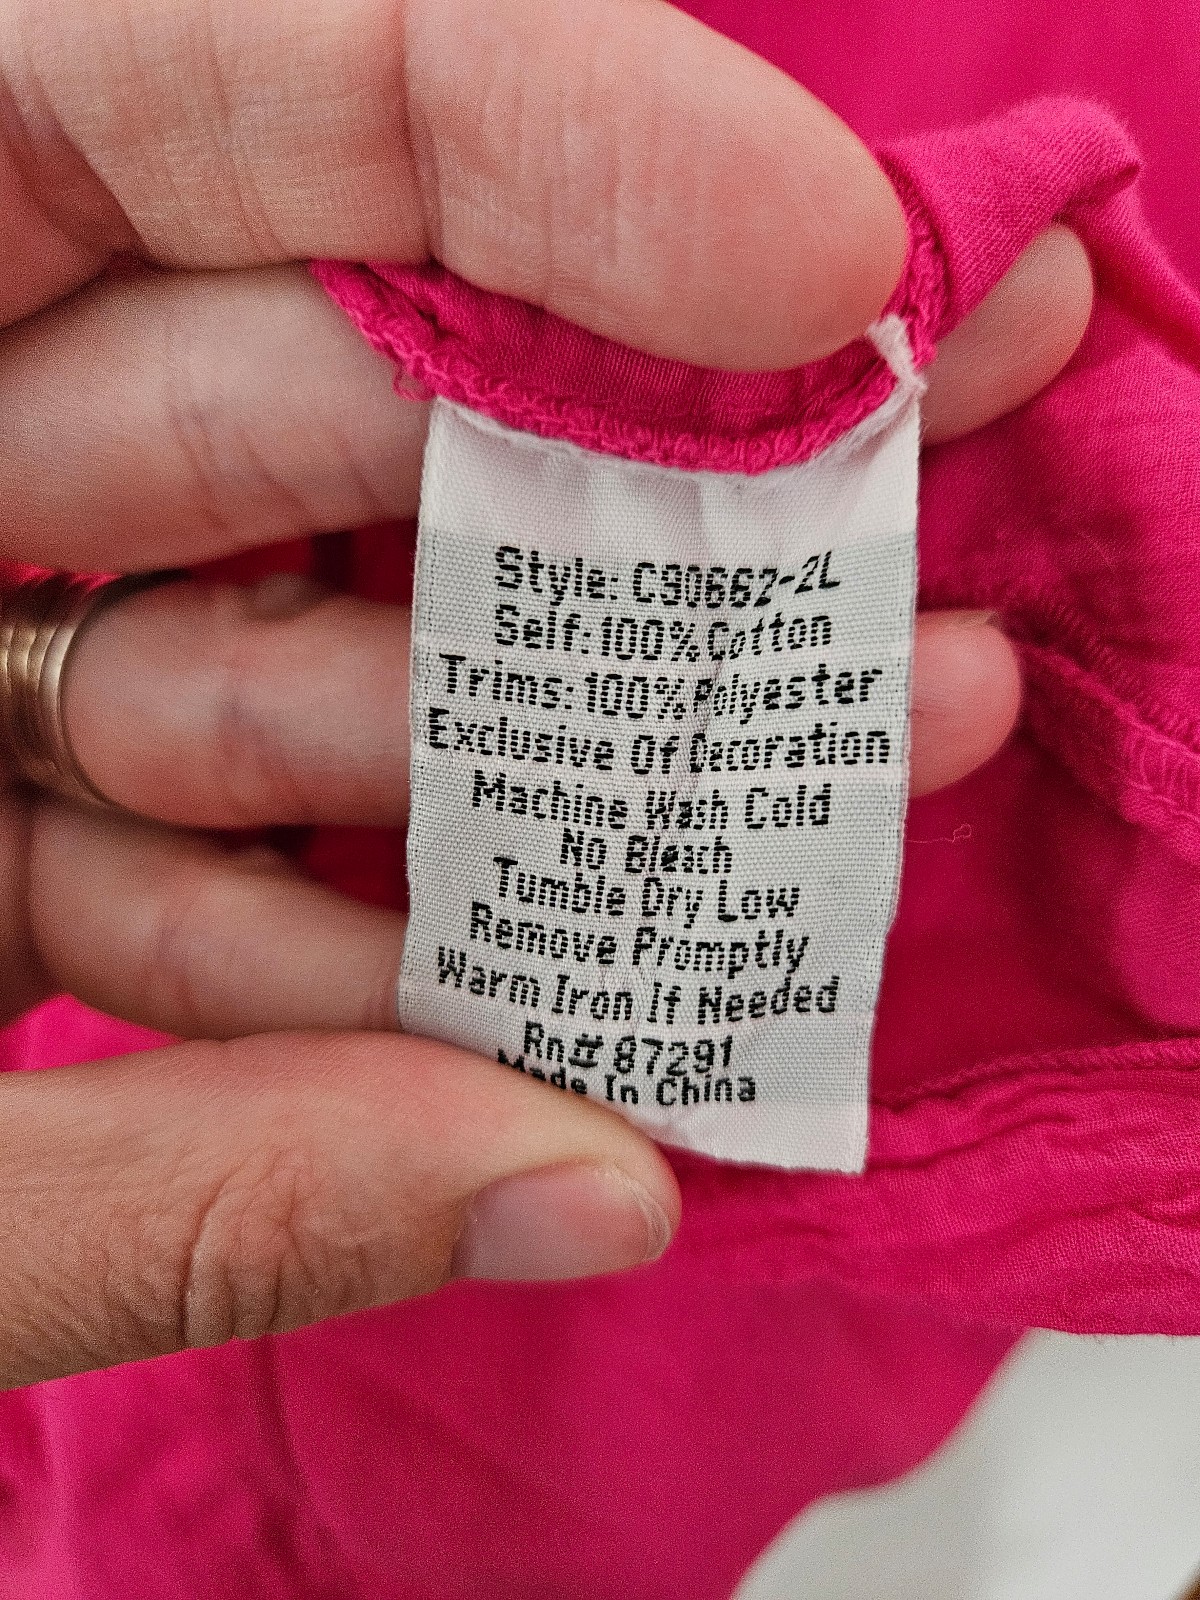 Style: C90662-2L
Self:100%Cotton
Trims:100%Polyester
Exclusive Of Decoration
Machine Wash Cold
No Bleach
Tumble Dry Low
Remove Promptly
Warm Iron If Needed
Rn# 87291
Made In China